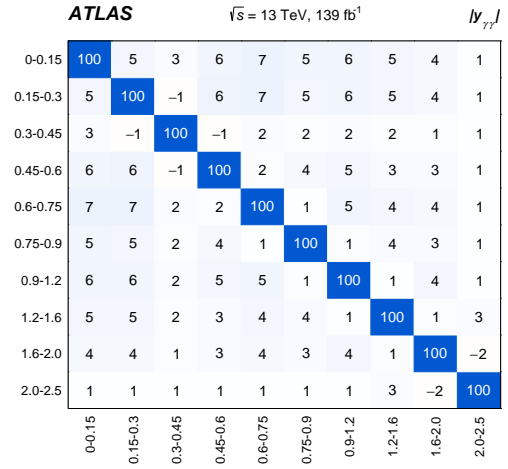 ATLAS √s = 13 TeV, 139 fb⁻¹ |y_γγ|
0-0.15 100 5 3 6 7 5 6 5 4 1
0.15-0.3 5 100 −1 6 7 5 6 5 4 1
0.3-0.45 3 −1 100 −1 2 2 2 2 1 1
0.45-0.6 6 6 −1 100 2 4 5 3 3 1
0.6-0.75 7 7 2 2 100 1 5 4 4 1
0.75-0.9 5 5 2 4 1 100 1 4 3 1
0.9-1.2 6 6 2 5 5 1 100 1 4 1
1.2-1.6 5 5 2 3 4 4 1 100 1 3
1.6-2.0 4 4 1 3 4 3 4 1 100 −2
2.0-2.5 1 1 1 1 1 1 1 3 −2 100
0-0.15 0.15-0.3 0.3-0.45 0.45-0.6 0.6-0.75 0.75-0.9 0.9-1.2 1.2-1.6 1.6-2.0 2.0-2.5